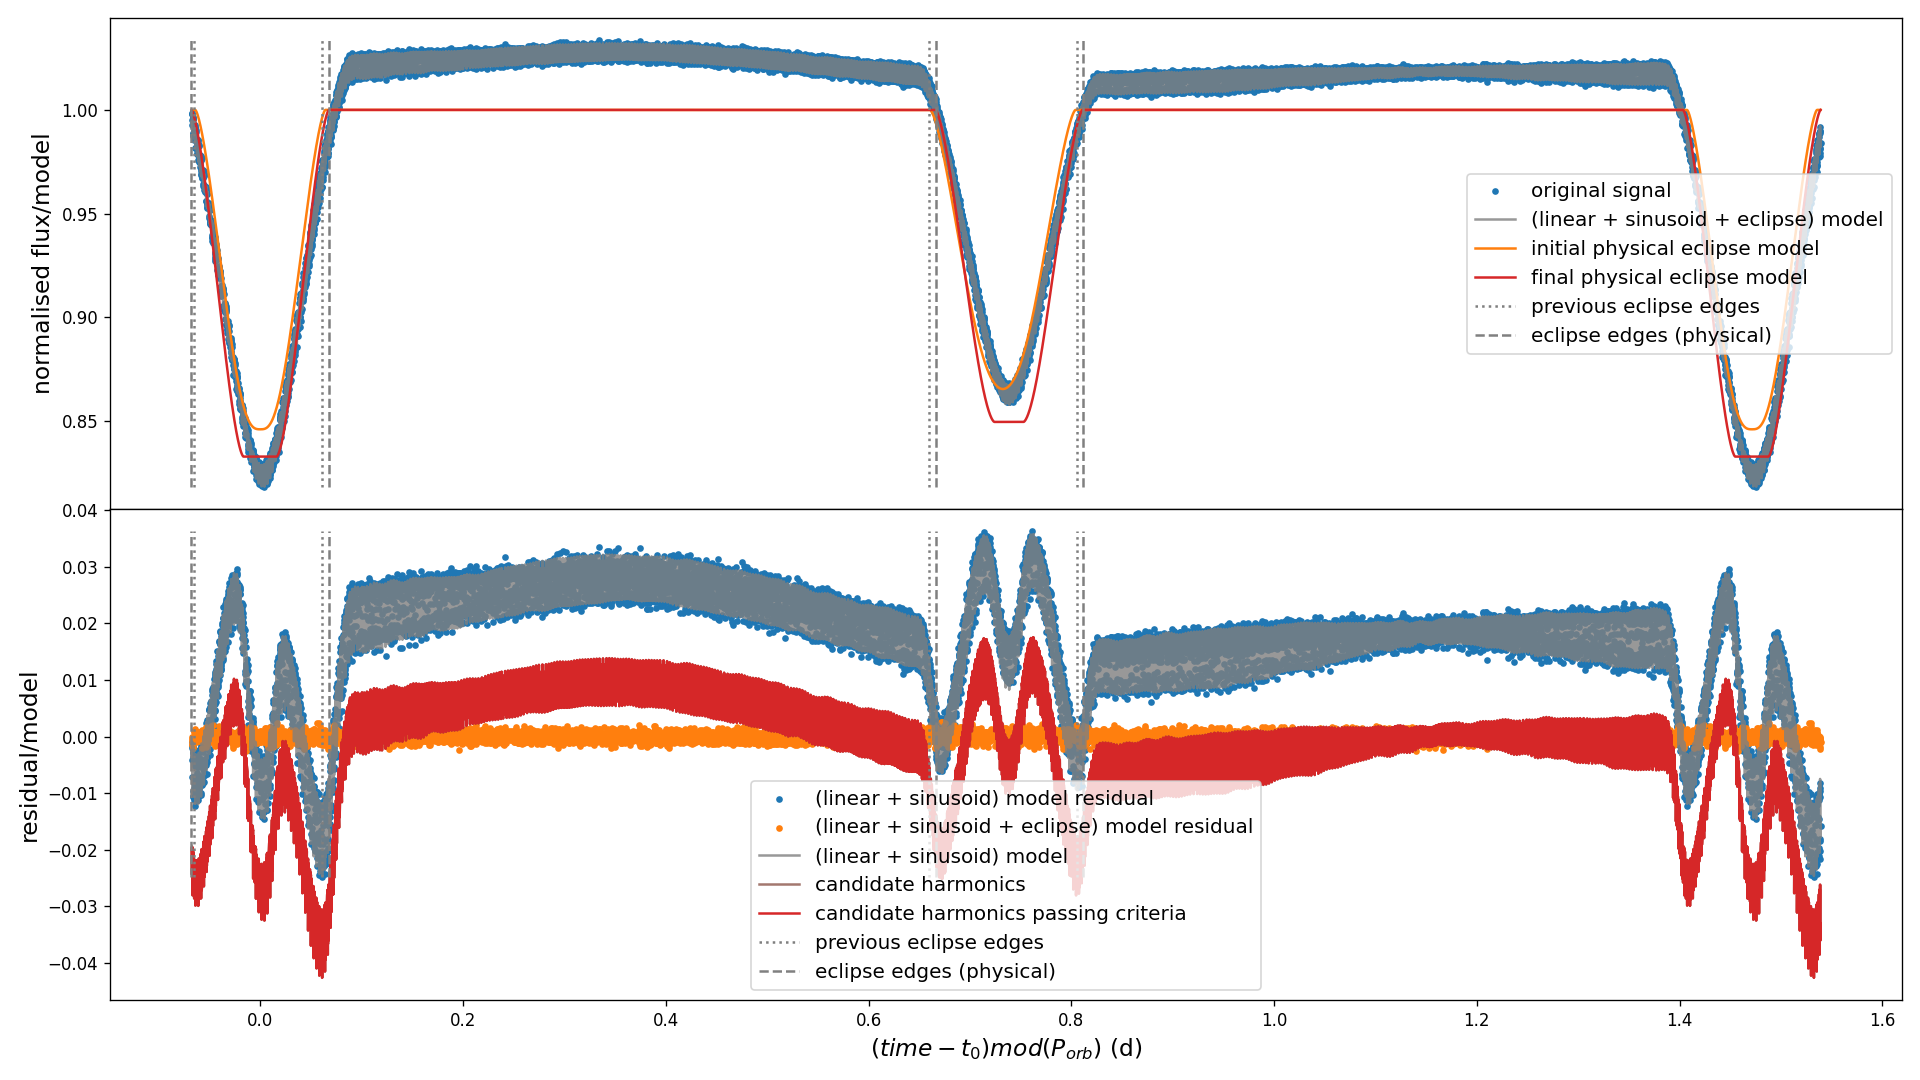 normalised flux/model
1.00
0.95
0.90
0.85
original signal
(linear + sinusoid + eclipse) model
initial physical eclipse model
final physical eclipse model
previous eclipse edges
eclipse edges (physical)
residual/model
0.04
0.03
0.02
0.01
0.00
−0.01
−0.02
−0.03
−0.04
(linear + sinusoid) model residual
(linear + sinusoid + eclipse) model residual
(linear + sinusoid) model
candidate harmonics
candidate harmonics passing criteria
previous eclipse edges
eclipse edges (physical)
0.0 0.2 0.4 0.6 0.8 1.0 1.2 1.4 1.6
(time − t₀)mod(Pₒᵣb) (d)